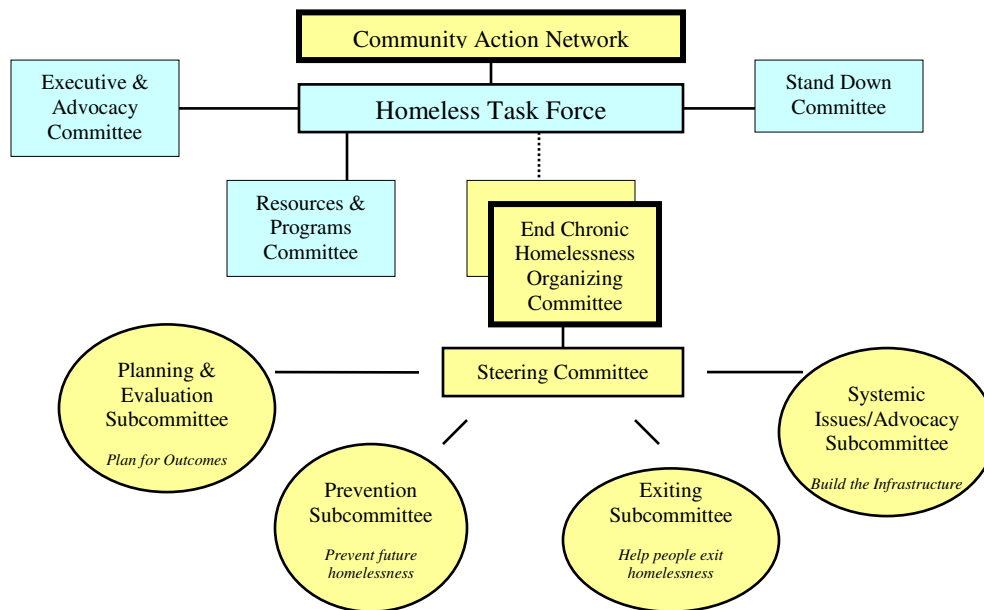 Community Action Network
Executive &
Advocacy
Committee
Homeless Task Force
Stand Down
Committee
Resources &
Programs
Committee
End Chronic
Homelessness
Organizing
Committee
Steering Committee
Planning &
Evaluation
Subcommittee
Plan for Outcomes
Systemic
Issues/Advocacy
Subcommittee
Build the Infrastructure
Prevention
Subcommittee
Prevent future
homelessness
Exiting
Subcommittee
Help people exit
homelessness